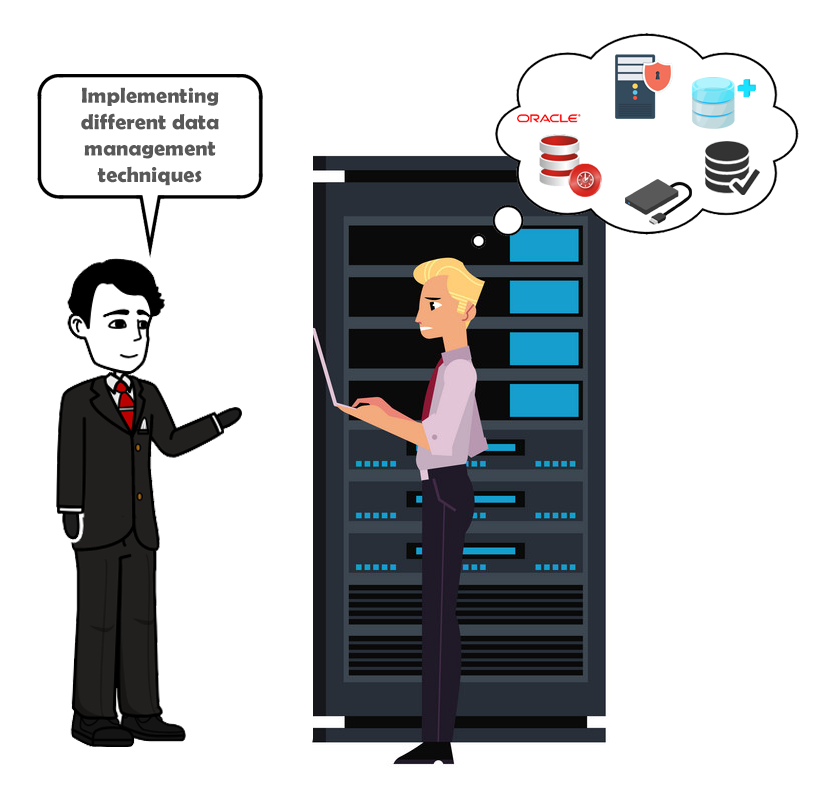 Implementing
different data
management
techniques
ORACLE